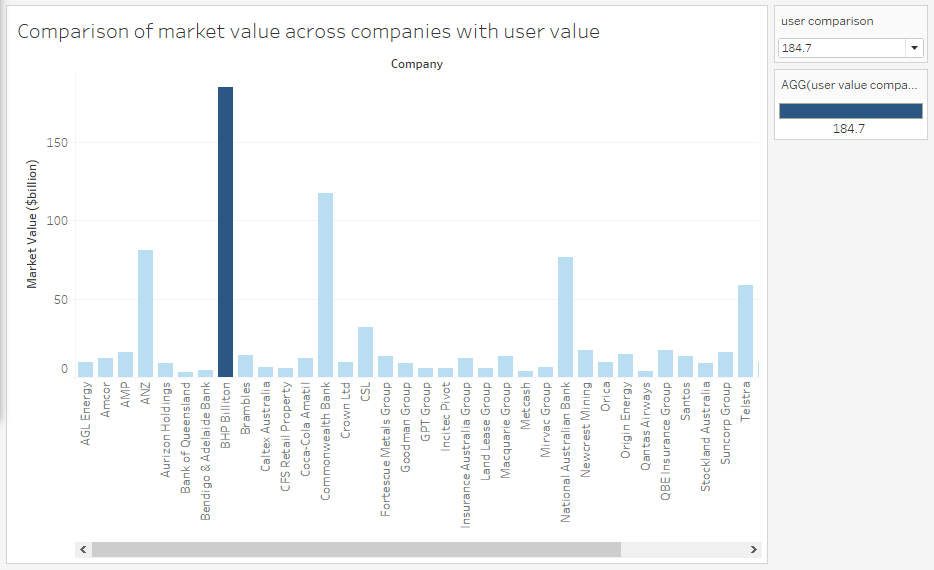 Comparison of market value across companies with user value
Company
Market Value ($billion)
150
100
50
0
AGL Energy
Amcor
AMP
ANZ
Aurizon Holdings
Bank of Queensland
Bendigo & Adelaide Bank
BHP Billiton
Brambles
Caltex Australia
CFS Retail Property
Coca-Cola Amatil
Commonwealth Bank
Crown Ltd
CSL
Fortescue Metals Group
Goodman Group
GPT Group
Incitec Pivot
Insurance Australia Group
Land Lease Group
Macquarie Group
Metcash
Mirvac Group
National Australian Bank
Newcrest Mining
Orica
Origin Energy
Qantas Airways
QBE Insurance Group
Santos
Stockland Australia
Suncorp Group
Telstra
user comparison
184.7
AGG(user value compa...
184.7